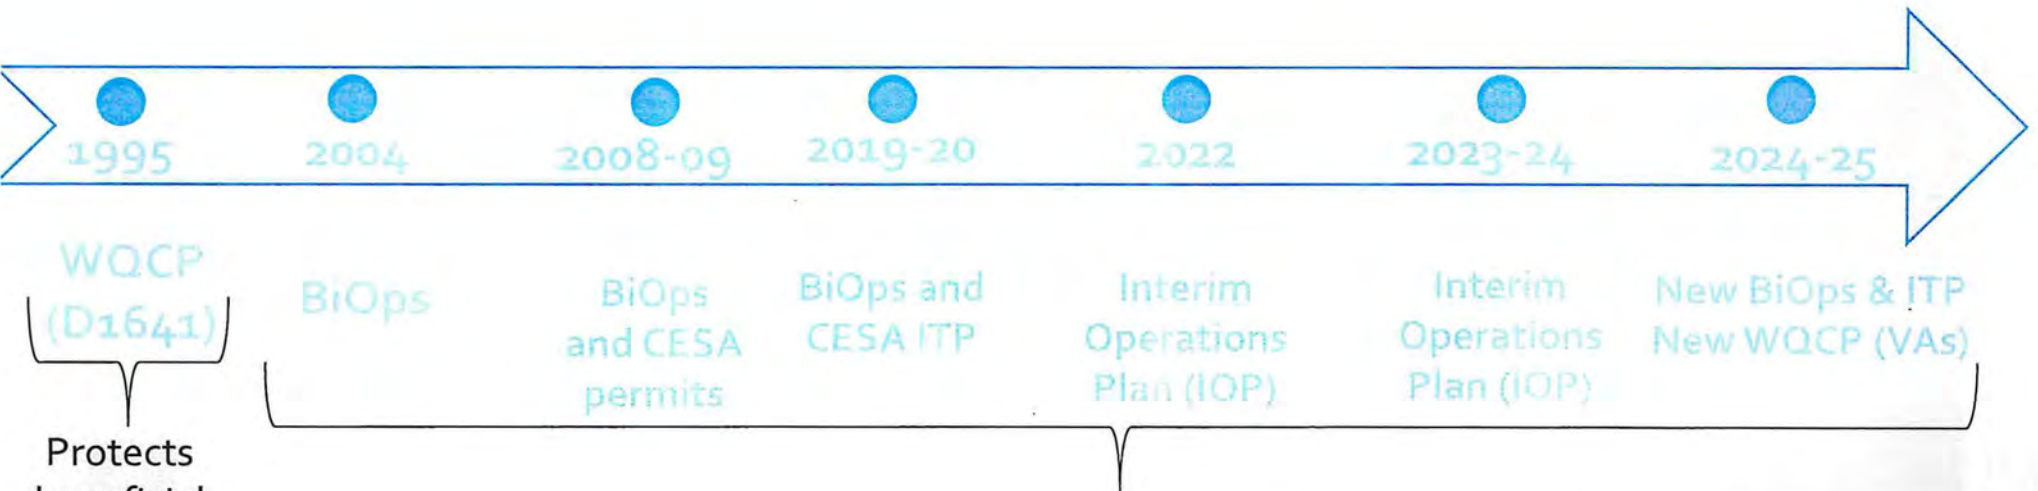 1995
2004
2008-09
2019-20
2022
2023-24
2024-25
WQCP
(D1641)
BiOps
BiOps
and CESA
permits
BiOps and
CESA ITP
Interim
Operations
Plan (IOP)
Interim
Operations
Plan (IOP)
New BiOps & ITP
New WQCP (VAs)
Protects